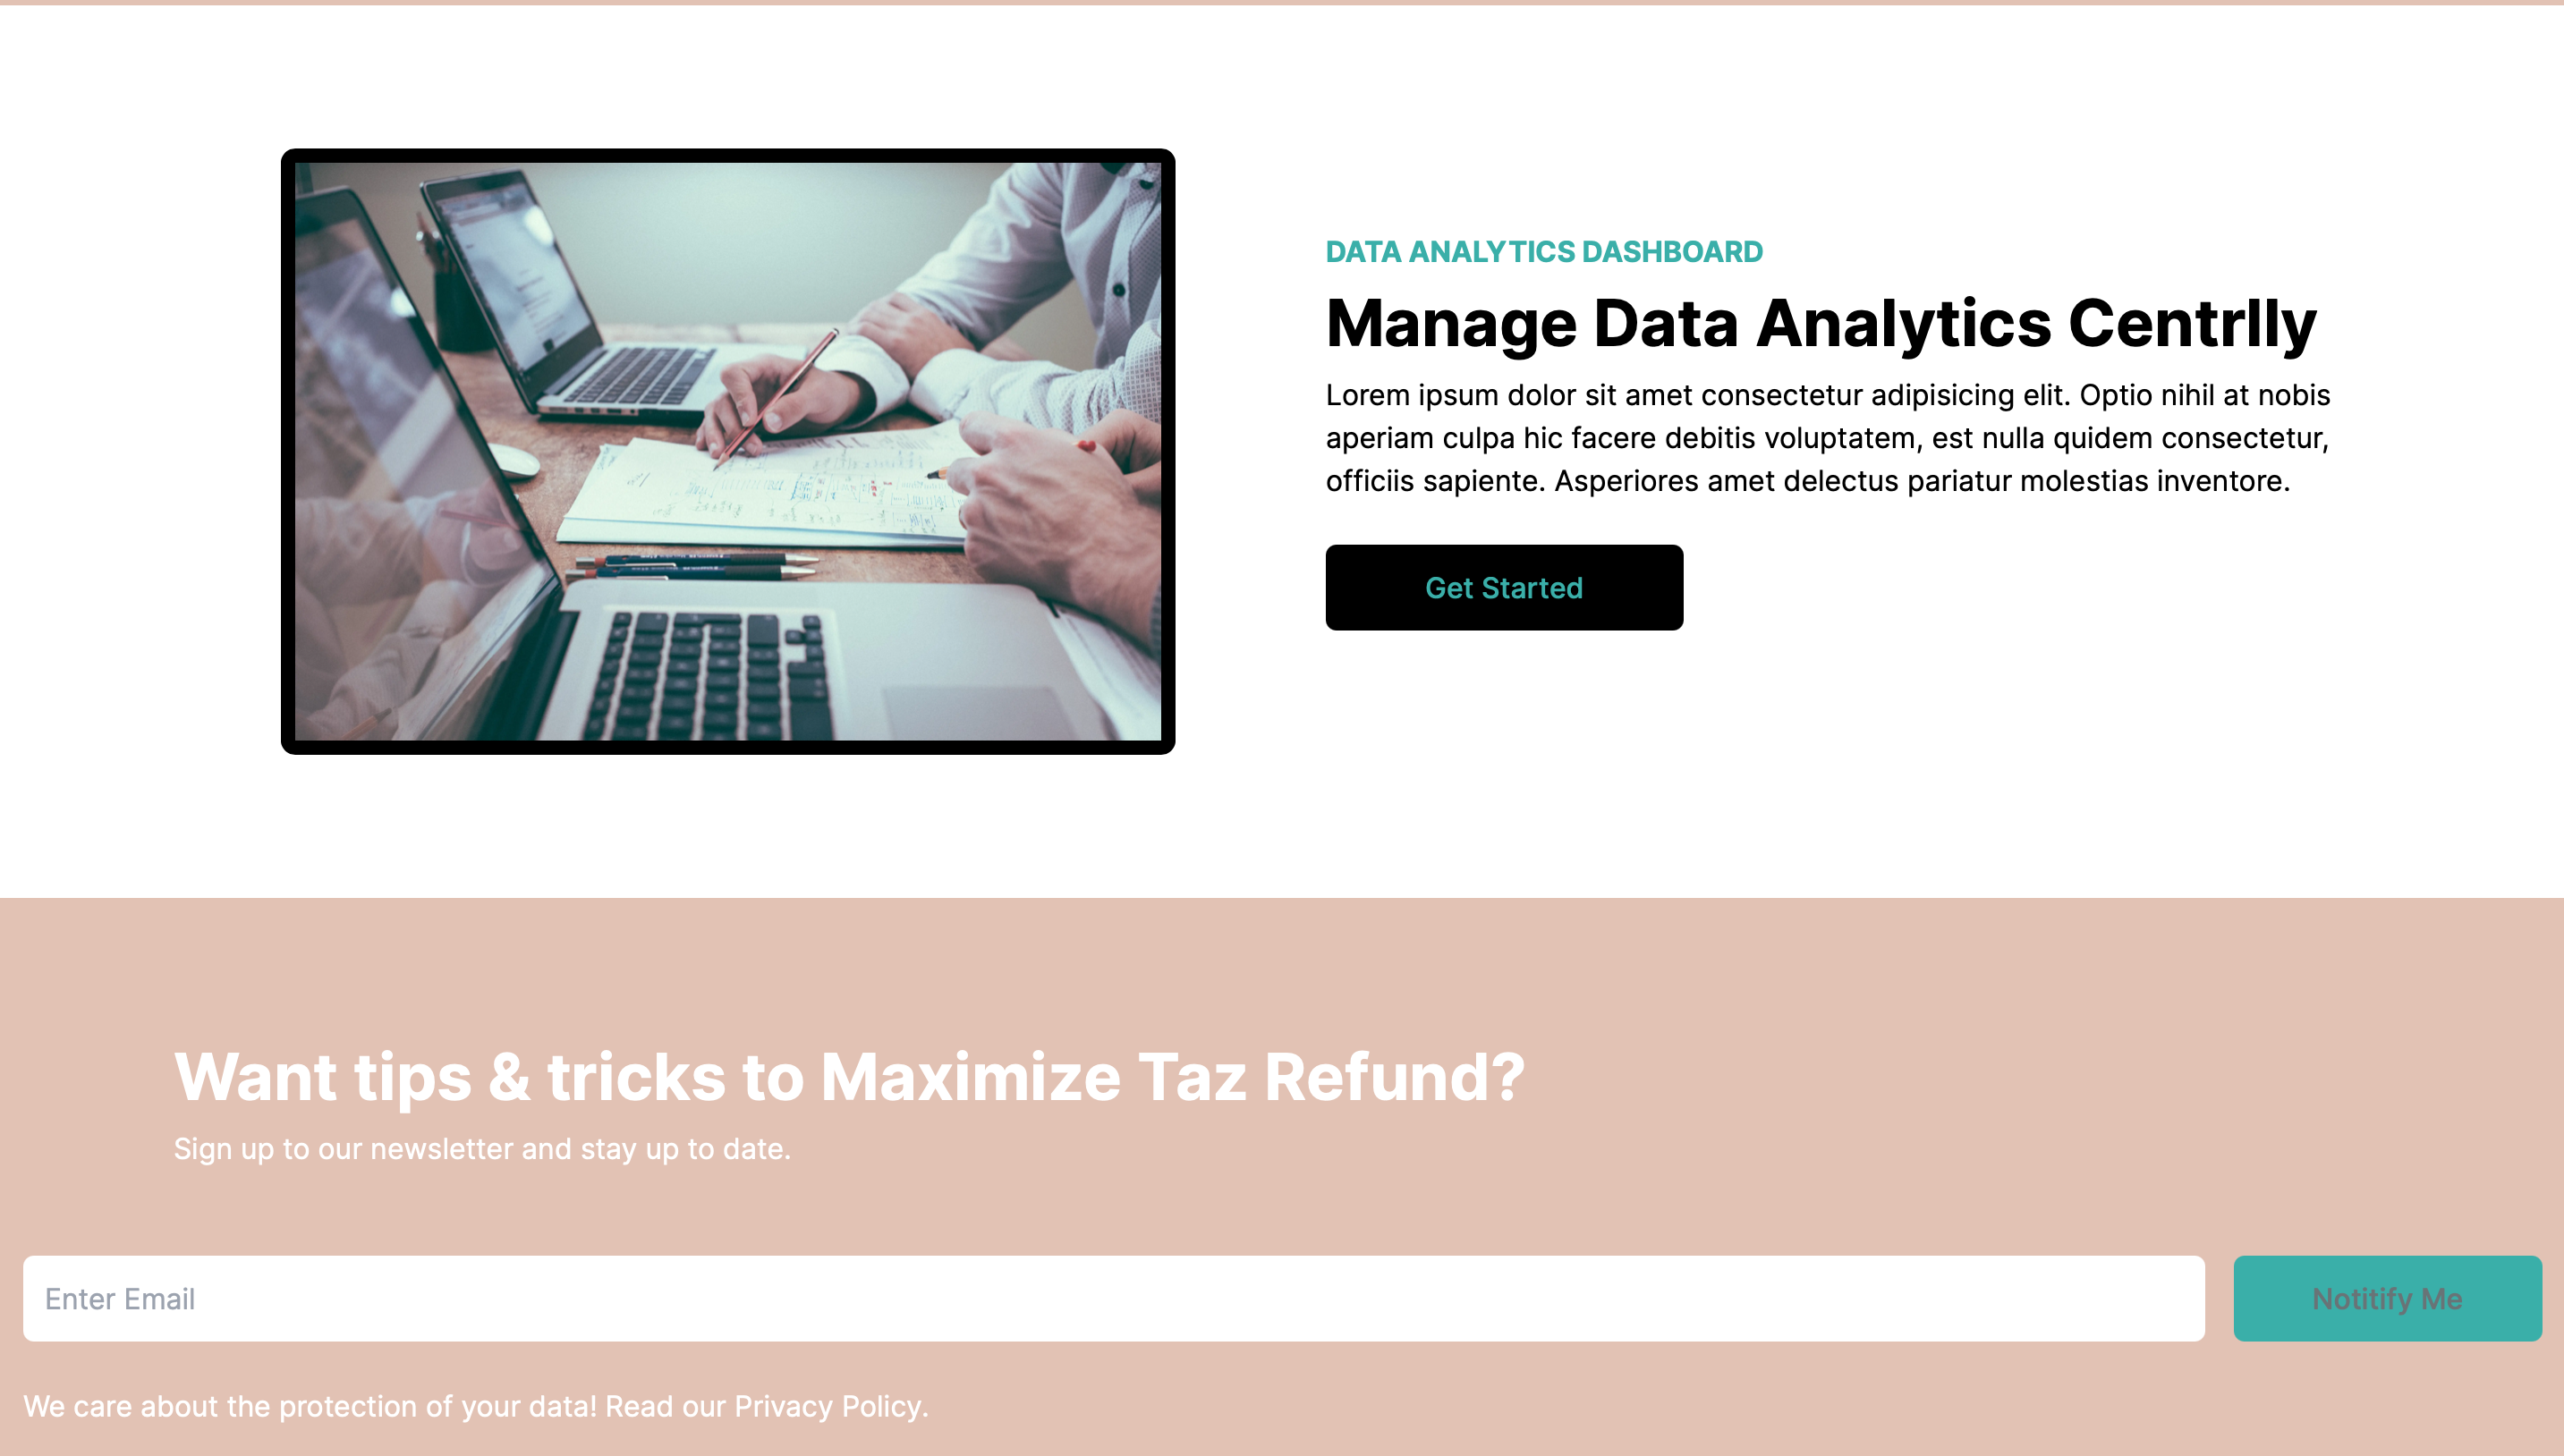 DATA ANALYTICS DASHBOARD
Manage Data Analytics Centrlly
Lorem ipsum dolor sit amet consectetur adipisicing elit. Optio nihil at nobis
aperiam culpa hic facere debitis voluptatem, est nulla quidem consectetur,
officiis sapiente. Asperiores amet delectus pariatur molestias inventore.
Get Started
Want tips & tricks to Maximize Taz Refund?
Sign up to our newsletter and stay up to date.
Enter Email
Notitify Me
We care about the protection of your data! Read our Privacy Policy.